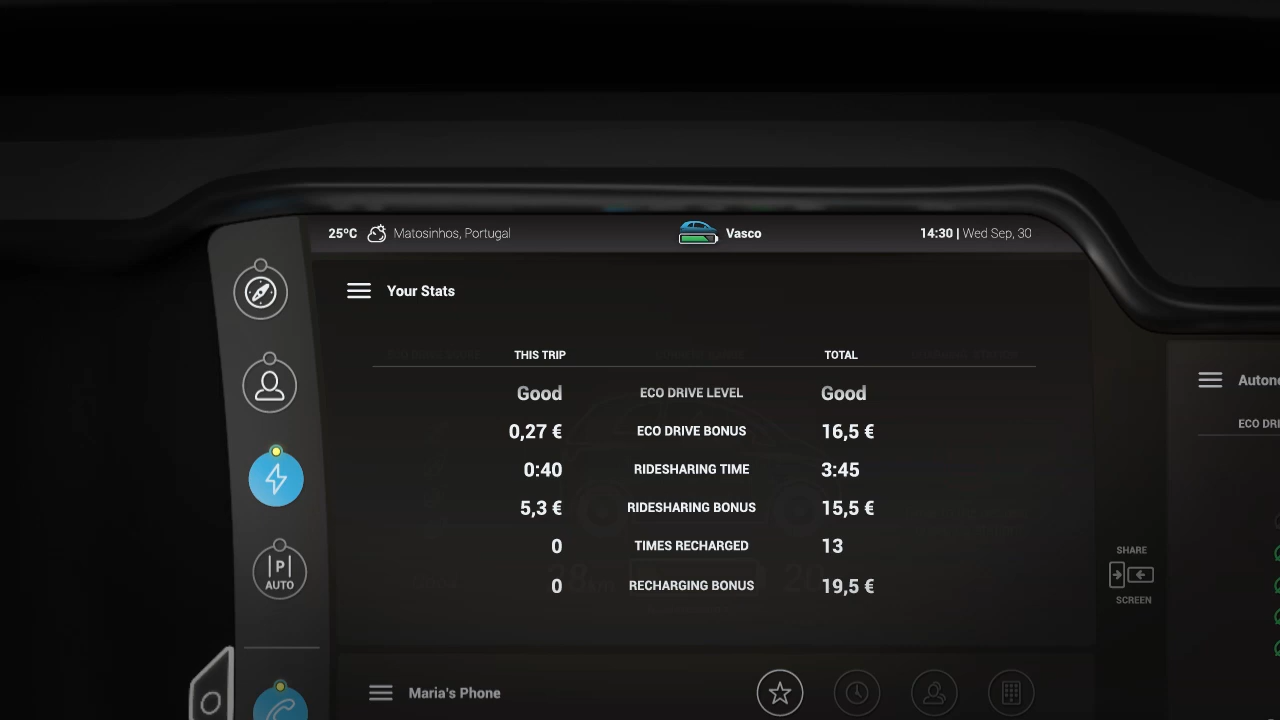 25ºC Matosinhos, Portugal Vasco 14:30 | Wed Sep, 30
Your Stats
THIS TRIP TOTAL
Good ECO DRIVE LEVEL Good
0,27 € ECO DRIVE BONUS 16,5 €
0:40 RIDESHARING TIME 3:45
5,3 € RIDESHARING BONUS 15,5 €
0 TIMES RECHARGED 13
0 RECHARGING BONUS 19,5 €
Maria's Phone
|P|
AUTO
SHARE
SCREEN